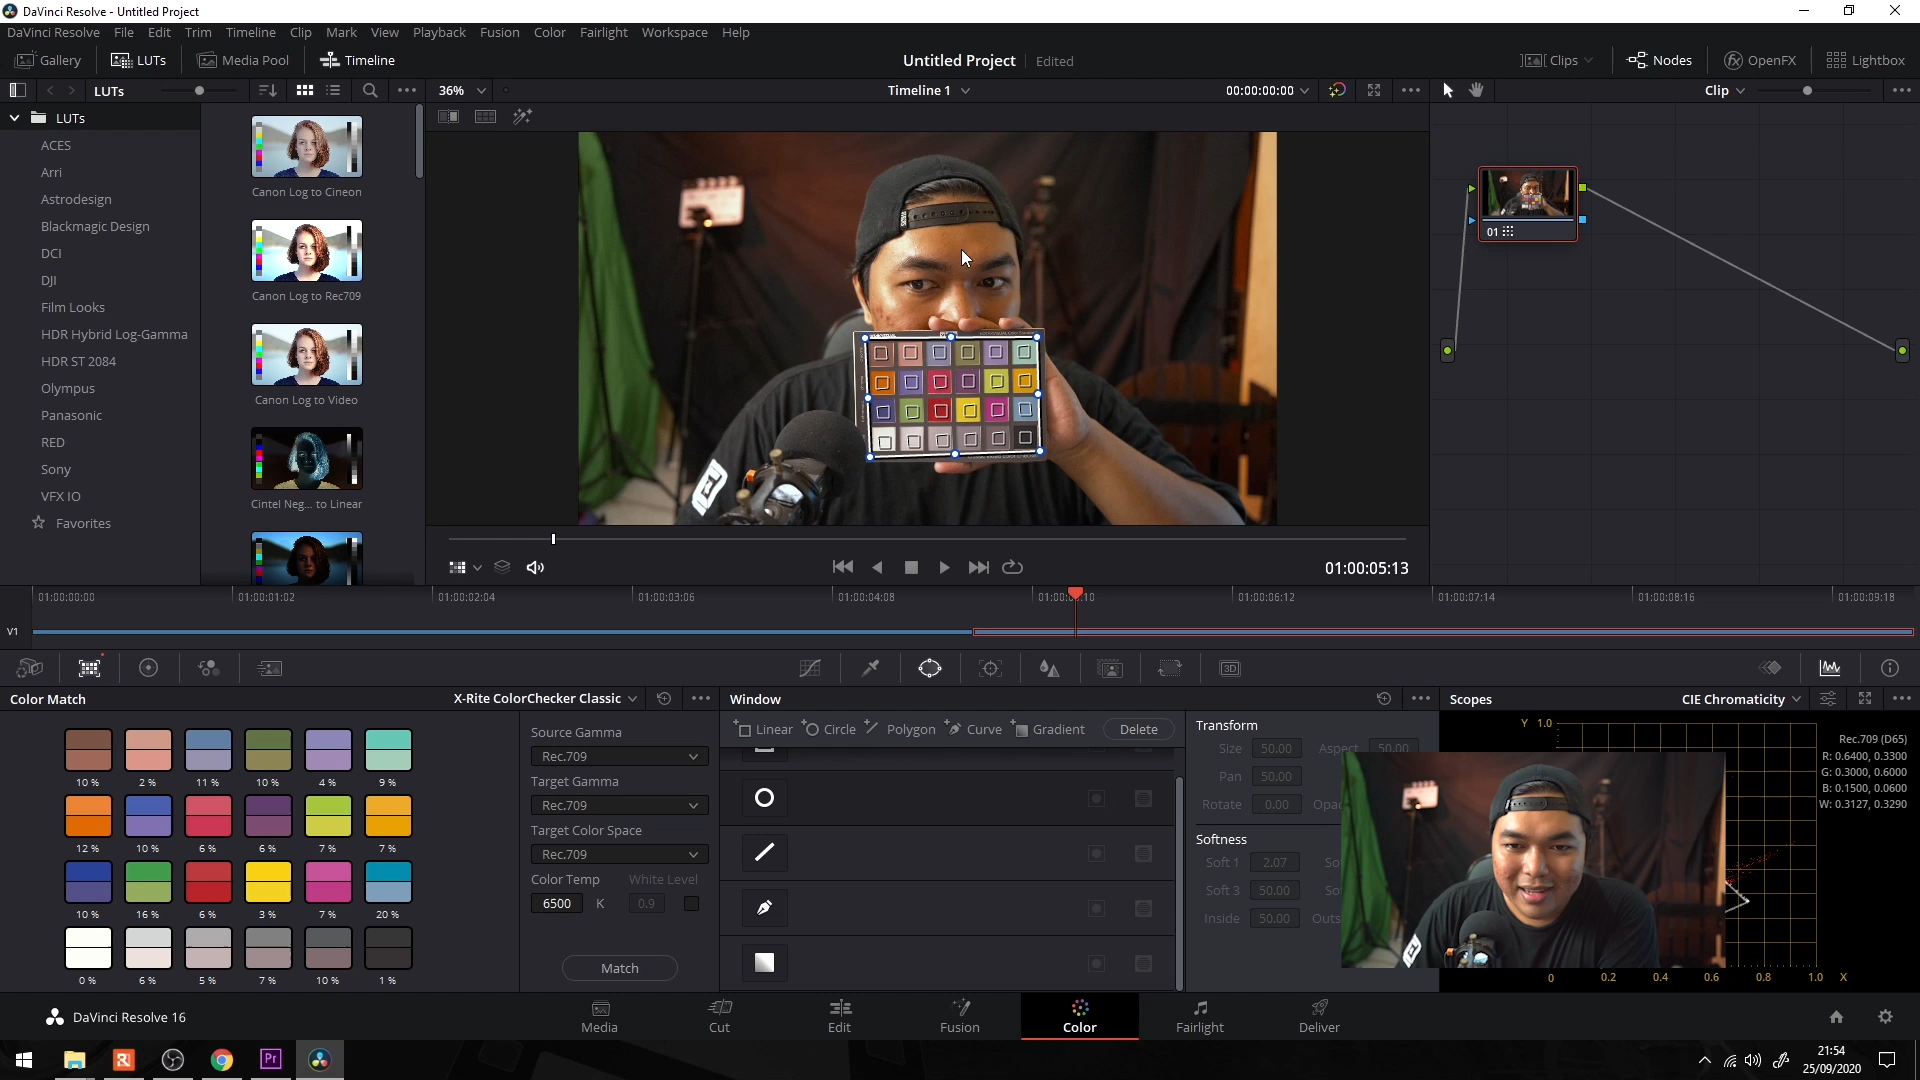 DaVinci Resolve - Untitled Project
DaVinci Resolve File Edit Trim Timeline Clip Mark View Playback Fusion Color Fairlight Workspace Help
Gallery LUTs Media Pool Timeline
Untitled Project Edited
Clips Nodes OpenFX Lightbox
LUTs
36%
Timeline 1
00:00:00:00
Clip
LUTs
ACES
Arri
Astrodesign
Blackmagic Design
DCI
DJI
Film Looks
HDR Hybrid Log-Gamma
HDR ST 2084
Olympus
Panasonic
RED
Sony
VFX IO
Favorites
Canon Log to Cineon
Canon Log to Rec709
Canon Log to Video
Cintel Neg... to Linear
01
01:00:05:13
01:00:00:00 01:00:01:02 01:00:02:04 01:00:03:06 01:00:04:08 01:00:06:12 01:00:07:14 01:00:08:16 01:00:09:18
V1
3D
Color Match
X-Rite ColorChecker Classic
10 % 2 % 11 % 10 % 4 % 9 %
12 % 10 % 6 % 6 % 7 % 7 %
10 % 16 % 6 % 3 % 7 % 20 %
0 % 6 % 5 % 7 % 10 % 1 %
Source Gamma
Rec.709
Target Gamma
Rec.709
Target Color Space
Rec.709
Color Temp White Level
6500 K 0.9
Match
Window
Linear Circle Polygon Curve Gradient Delete
Transform
Size 50.00 Aspect 50.00
Pan 50.00
Rotate 0.00
Softness
Soft 1 2.07
Soft 3 50.00
Inside 50.00
Scopes
CIE Chromaticity
Y 1.0
Rec.709 (D65)
R: 0.6400, 0.3300
G: 0.3000, 0.6000
B: 0.1500, 0.0600
W: 0.3127, 0.3290
0 0.2 0.4 0.6 0.8 1.0 X
DaVinci Resolve 16
Media Cut Edit Fusion Color Fairlight Deliver
Pr
21:54
25/09/2020